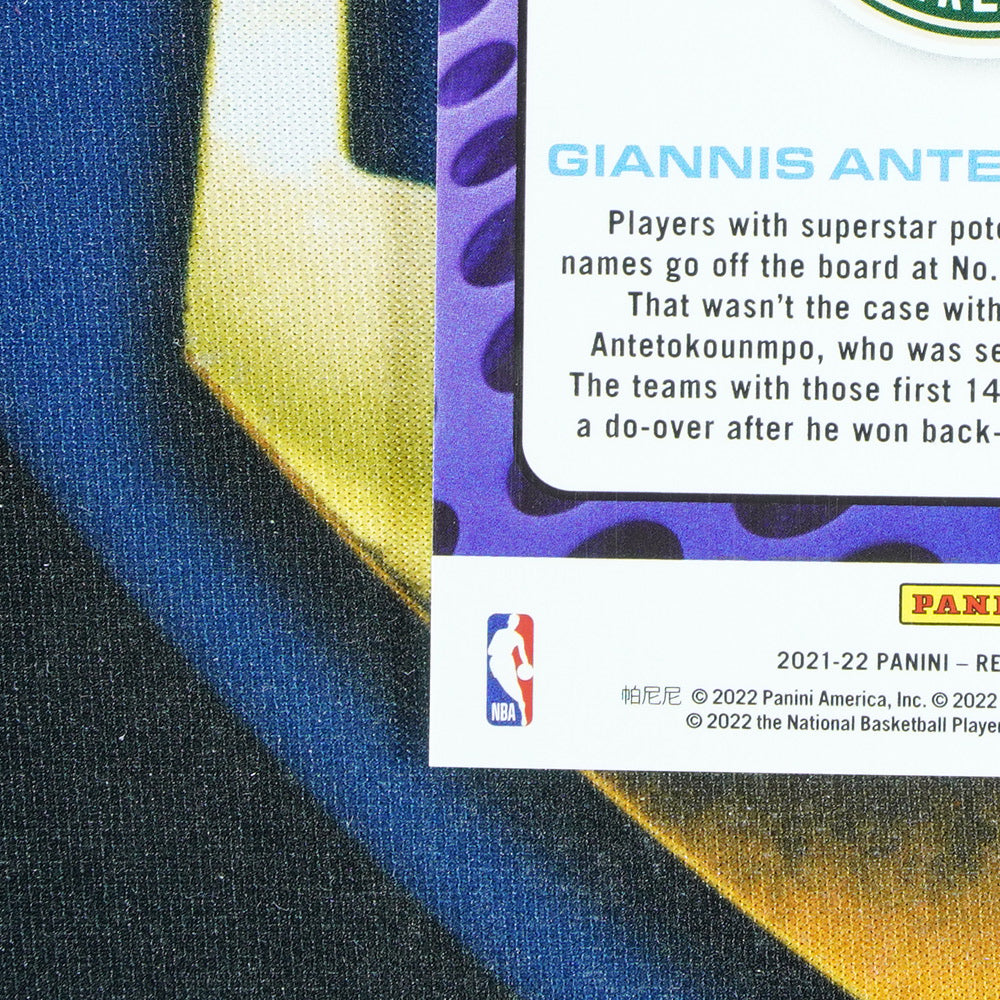 GIANNIS ANTE
Players with superstar pote
names go off the board at No.
That wasn't the case with
Antetokounmpo, who was se
The teams with those first 14
a do-over after he won back-
PANI
2021-22 PANINI – RE
NBA
帕尼尼 © 2022 Panini America, Inc. © 2022
© 2022 the National Basketball Player